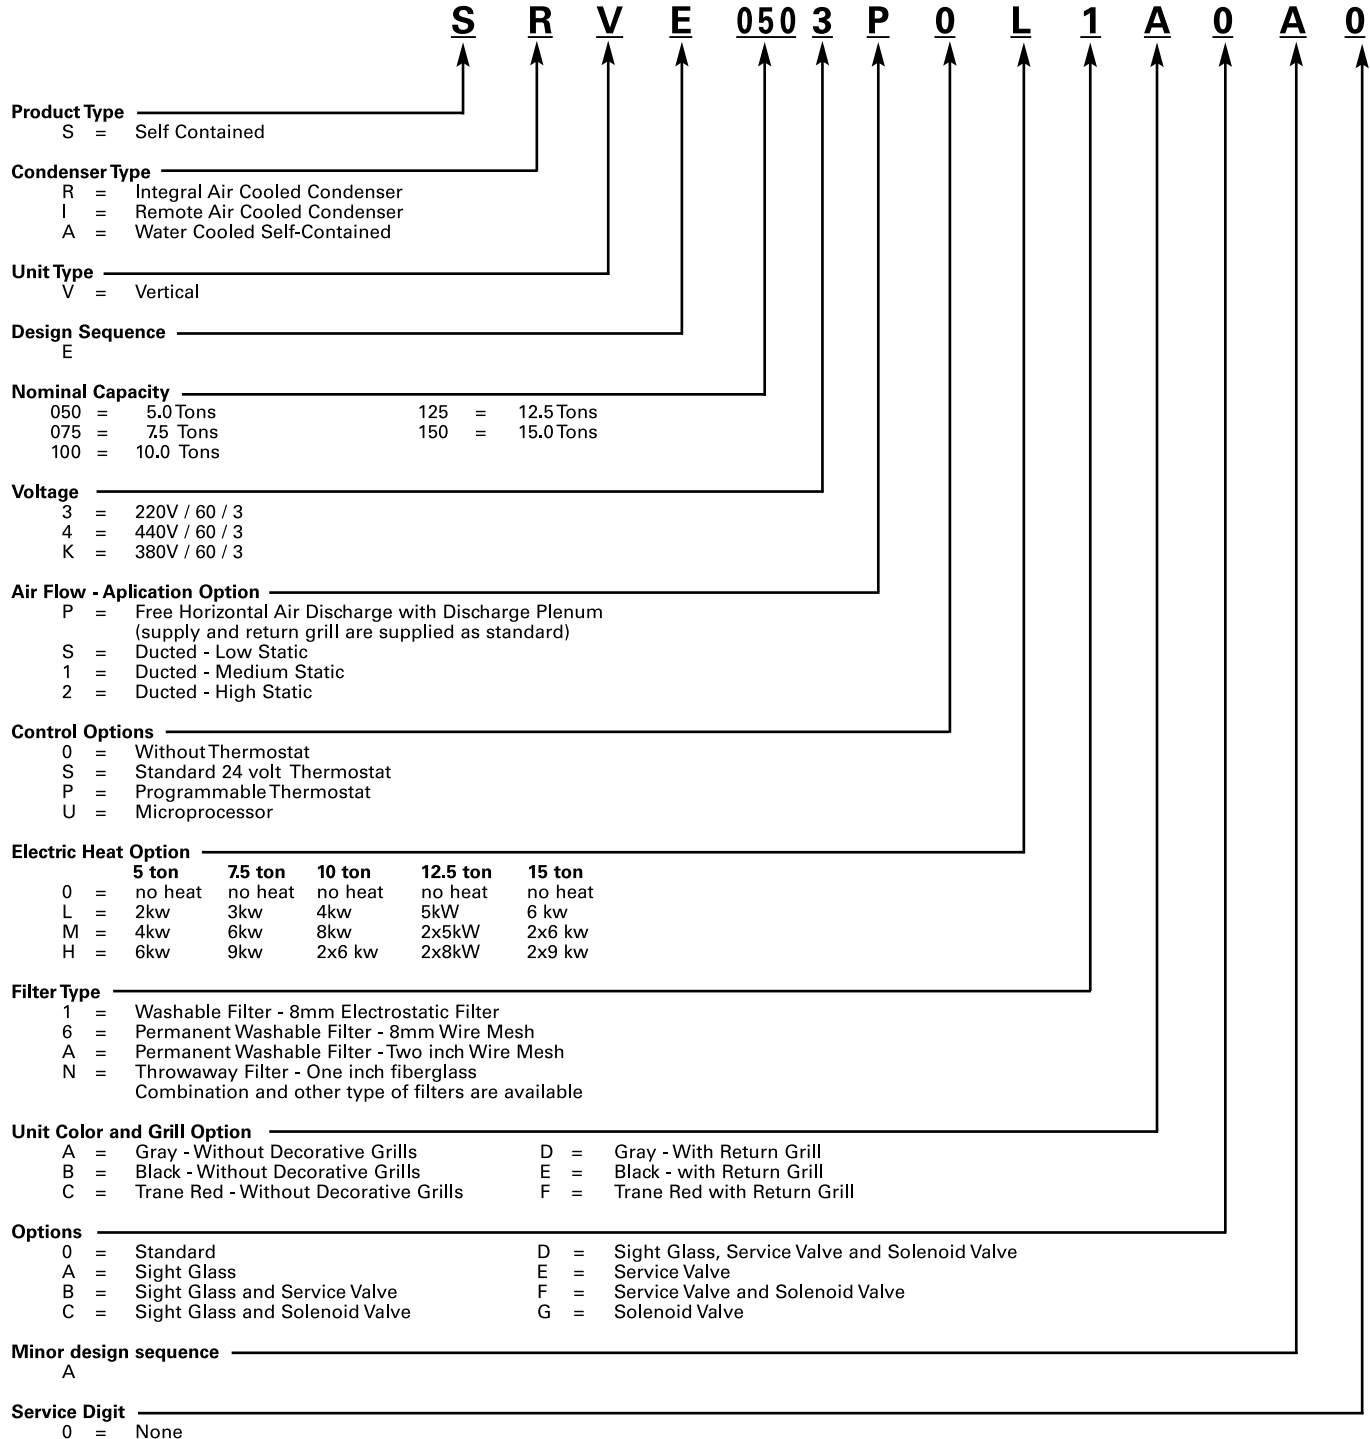 S R V E 050 3 P 0 L 1 A 0 A 0
Product Type
S = Self Contained
Condenser Type
R = Integral Air Cooled Condenser
I = Remote Air Cooled Condenser
A = Water Cooled Self-Contained
Unit Type
V = Vertical
Design Sequence
E
Nominal Capacity
050 = 5.0 Tons 125 = 12.5 Tons
075 = 7.5 Tons 150 = 15.0 Tons
100 = 10.0 Tons
Voltage
3 = 220V / 60 / 3
4 = 440V / 60 / 3
K = 380V / 60 / 3
Air Flow - Aplication Option
P = Free Horizontal Air Discharge with Discharge Plenum
(supply and return grill are supplied as standard)
S = Ducted - Low Static
1 = Ducted - Medium Static
2 = Ducted - High Static
Control Options
0 = Without Thermostat
S = Standard 24 volt Thermostat
P = Programmable Thermostat
U = Microprocessor
Electric Heat Option
5 ton 7.5 ton 10 ton 12.5 ton 15 ton
0 = no heat no heat no heat no heat no heat
L = 2kw 3kw 4kw 5kW 6 kw
M = 4kw 6kw 8kw 2x5kW 2x6 kw
H = 6kw 9kw 2x6 kw 2x8kW 2x9 kw
Filter Type
1 = Washable Filter - 8mm Electrostatic Filter
6 = Permanent Washable Filter - 8mm Wire Mesh
A = Permanent Washable Filter - Two inch Wire Mesh
N = Throwaway Filter - One inch fiberglass
Combination and other type of filters are available
Unit Color and Grill Option
A = Gray - Without Decorative Grills D = Gray - With Return Grill
B = Black - Without Decorative Grills E = Black - with Return Grill
C = Trane Red - Without Decorative Grills F = Trane Red with Return Grill
Options
0 = Standard D = Sight Glass, Service Valve and Solenoid Valve
A = Sight Glass E = Service Valve
B = Sight Glass and Service Valve F = Service Valve and Solenoid Valve
C = Sight Glass and Solenoid Valve G = Solenoid Valve
Minor design sequence
A
Service Digit
0 = None